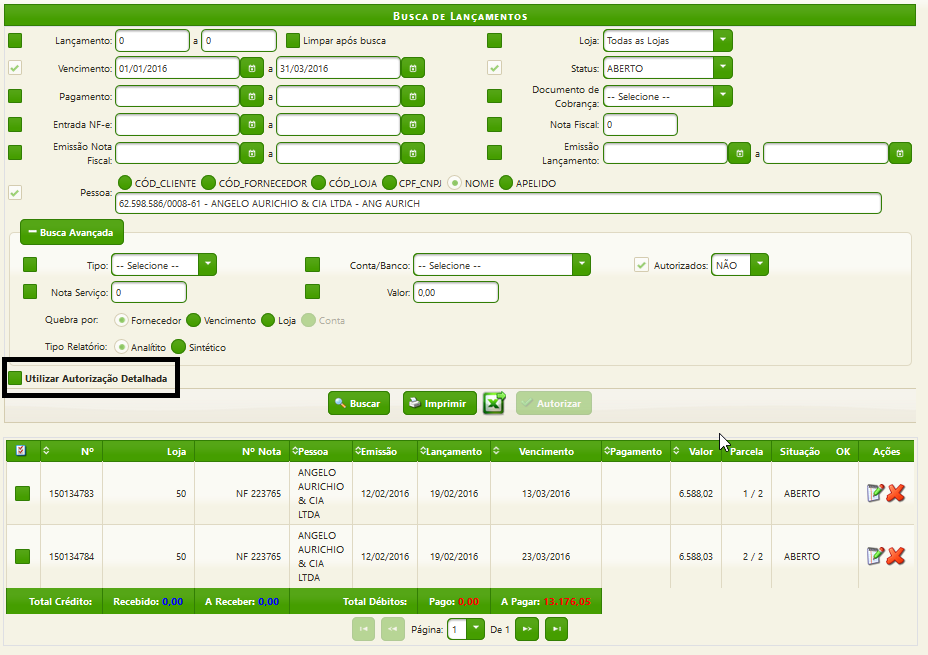 Busca de Lançamentos
Lançamento: 0 a 0 Limpar após busca Loja: Todas as Lojas
Vencimento: 01/01/2016 a 31/03/2016 Status: ABERTO
Pagamento: a Documento de Cobrança: -- Selecione --
Entrada NF-e: a Nota Fiscal: 0
Emissão Nota Fiscal: a Emissão Lançamento: a
CÓD_CLIENTE CÓD_FORNECEDOR CÓD_LOJA CPF_CNPJ NOME APELIDO
Pessoa: 62.598.586/0008-61 - ANGELO AURICHIO & CIA LTDA - ANG AURICH
Busca Avançada
Tipo: -- Selecione -- Conta/Banco: -- Selecione -- Autorizados: NÃO
Nota Serviço: 0 Valor: 0,00
Quebra por: Fornecedor Vencimento Loja Conta
Tipo Relatório: Analítito Sintético
Utilizar Autorização Detalhada
Buscar Imprimir Autorizar
Nº Loja Nº Nota Pessoa Emissão Lançamento Vencimento Pagamento Valor Parcela Situação OK Ações
150134783 50 NF 223765 ANGELO AURICHIO & CIA LTDA 12/02/2016 19/02/2016 13/03/2016 6.588,02 1 / 2 ABERTO
150134784 50 NF 223765 ANGELO AURICHIO & CIA LTDA 12/02/2016 19/02/2016 23/03/2016 6.588,03 2 / 2 ABERTO
Total Crédito: Recebido: 0,00 A Receber: 0,00 Total Débitos: Pago: 0,00 A Pagar: 13.176,05
Página: 1 De 1